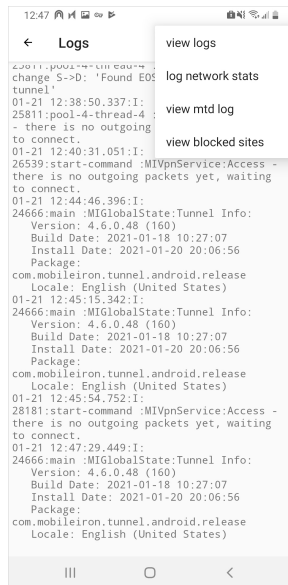 12:47
← Logs
view logs
log network stats
view mtd log
view blocked sites
25811:pool-4-thread-4
change S->D: 'Found EOS
tunnel'
01-21 12:38:50.337:I:
25811:pool-4-thread-4 :
- there is no outgoing
to connect.
01-21 12:40:31.051:I:
26539:start-command :MIVpnService:Access -
there is no outgoing packets yet, waiting
to connect.
01-21 12:44:46.396:I:
24666:main :MIGlobalState:Tunnel Info:
Version: 4.6.0.48 (160)
Build Date: 2021-01-18 10:27:07
Install Date: 2021-01-20 20:06:56
Package:
com.mobileiron.tunnel.android.release
Locale: English (United States)
01-21 12:45:15.342:I:
24666:main :MIGlobalState:Tunnel Info:
Version: 4.6.0.48 (160)
Build Date: 2021-01-18 10:27:07
Install Date: 2021-01-20 20:06:56
Package:
com.mobileiron.tunnel.android.release
Locale: English (United States)
01-21 12:45:54.752:I:
28181:start-command :MIVpnService:Access -
there is no outgoing packets yet, waiting
to connect.
01-21 12:47:29.449:I:
24666:main :MIGlobalState:Tunnel Info:
Version: 4.6.0.48 (160)
Build Date: 2021-01-18 10:27:07
Install Date: 2021-01-20 20:06:56
Package:
com.mobileiron.tunnel.android.release
Locale: English (United States)